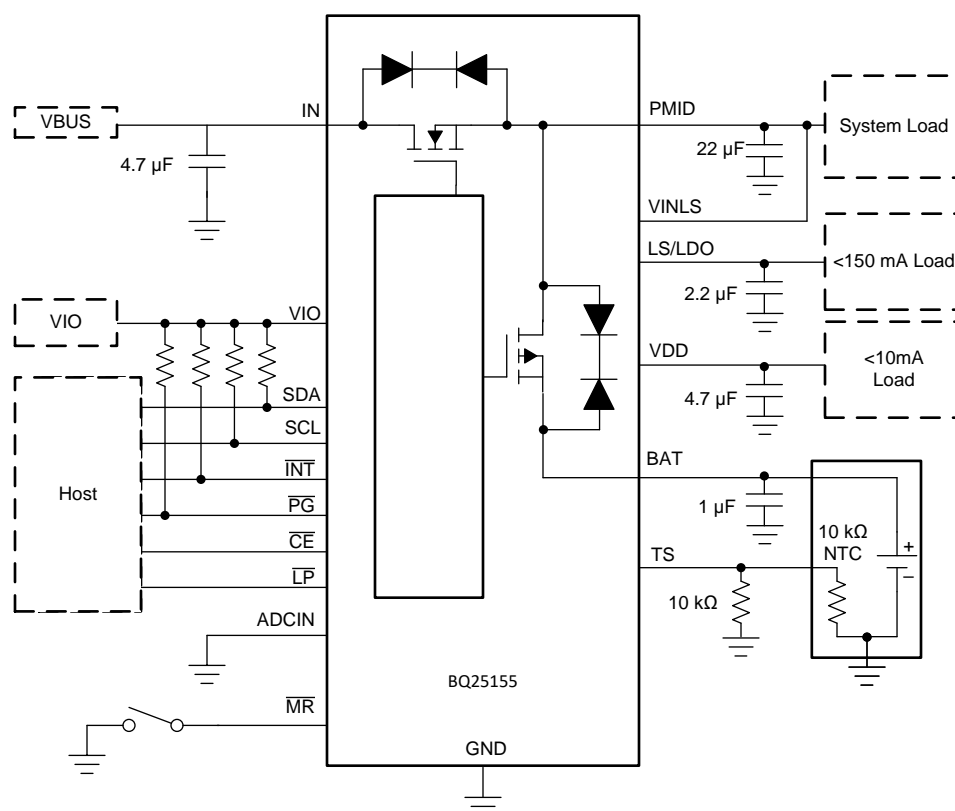 VBUS
IN
4.7 µF
PMID
22 µF
System Load
VINLS
LS/LDO
2.2 µF
<150 mA Load
VIO
VIO
VDD
4.7 µF
<10mA
Load
Host
SDA
SCL
INT
PG
CE
LP
ADCIN
MR
BAT
1 µF
TS
10 kΩ
10 kΩ
NTC
+
−
BQ25155
GND